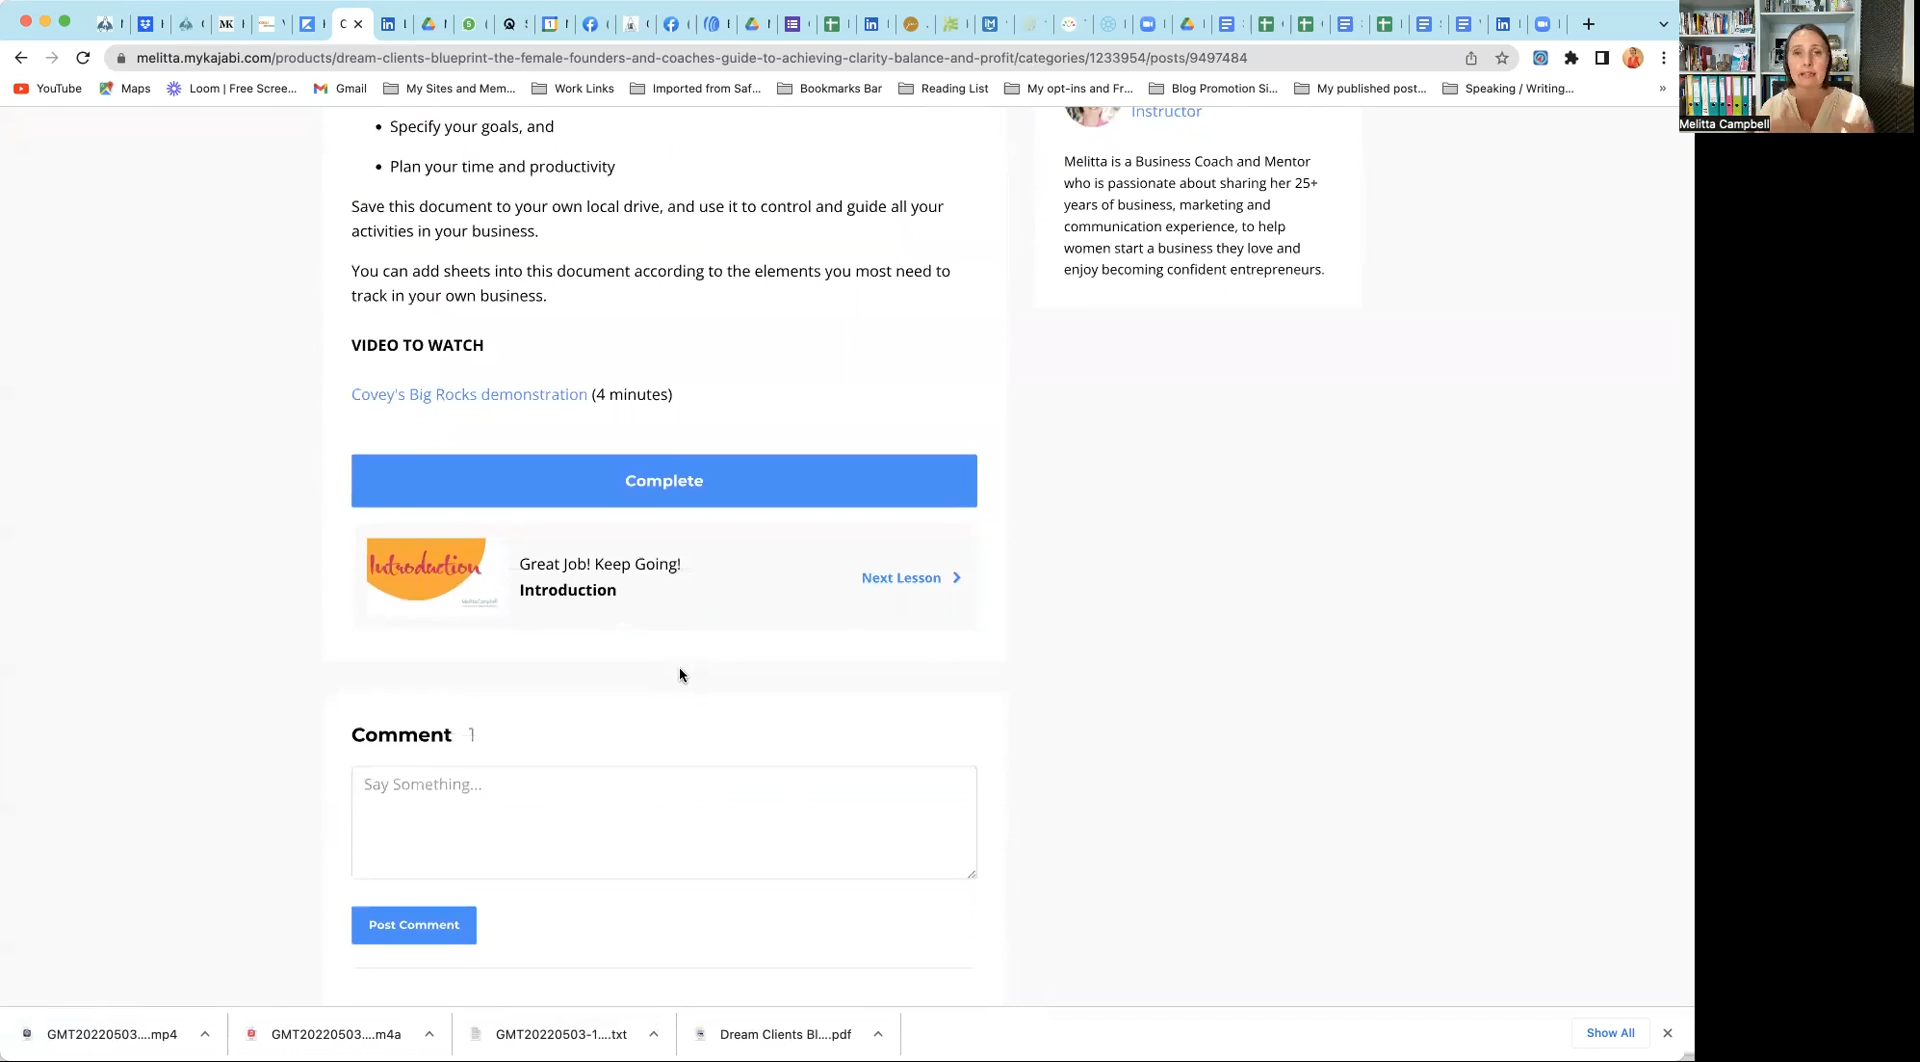 melitta.mykajabi.com/products/dream-clients-blueprint-the-female-founders-and-coaches-guide-to-achieving-clarity-balance-and-profit/categories/1233954/posts/9497484
YouTube
Maps
Loom | Free Scree...
Gmail
My Sites and Mem...
Work Links
Imported from Saf...
Bookmarks Bar
Reading List
My opt-ins and Fr...
Blog Promotion Si...
My published post...
Speaking / Writing...
»
Melitta Campbell
• Specify your goals, and
• Plan your time and productivity
Save this document to your own local drive, and use it to control and guide all your
activities in your business.
You can add sheets into this document according to the elements you most need to
track in your own business.
VIDEO TO WATCH
Covey's Big Rocks demonstration (4 minutes)
Complete
Introduction
Great Job! Keep Going!
Introduction
Next Lesson
Comment 1
Say Something...
Post Comment
Instructor
Melitta is a Business Coach and Mentor
who is passionate about sharing her 25+
years of business, marketing and
communication experience, to help
women start a business they love and
enjoy becoming confident entrepreneurs.
GMT20220503....mp4
GMT20220503....m4a
GMT20220503-1....txt
Dream Clients Bl....pdf
Show All